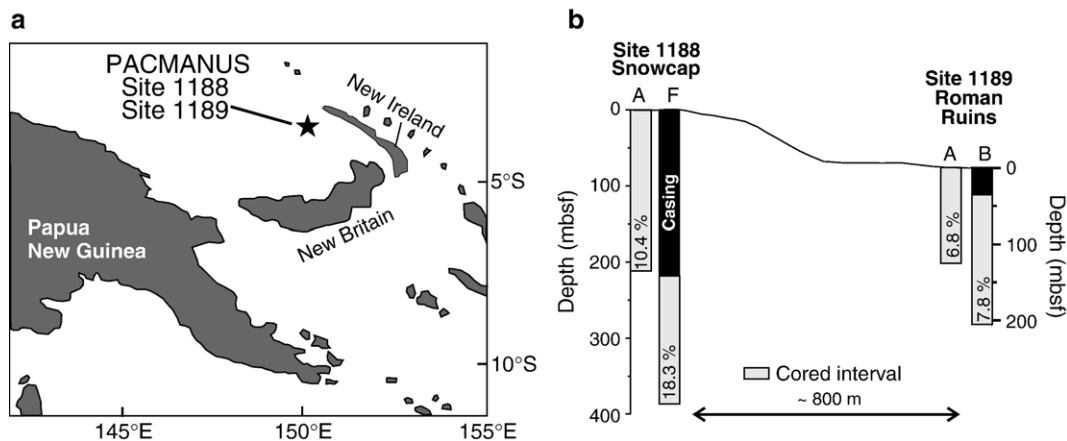 a
PACMANUS
Site 1188
Site 1189
New Ireland
5°S
Papua
New Guinea
New Britain
10°S
145°E
150°E
155°E
b
Site 1188
Snowcap
A
F
Site 1189
Roman
Ruins
A
B
0
100
200
300
400
Depth (mbsf)
10.4 %
Casing
18.3 %
6.8 %
7.8 %
0
100
200
Depth (mbsf)
Cored interval
~ 800 m